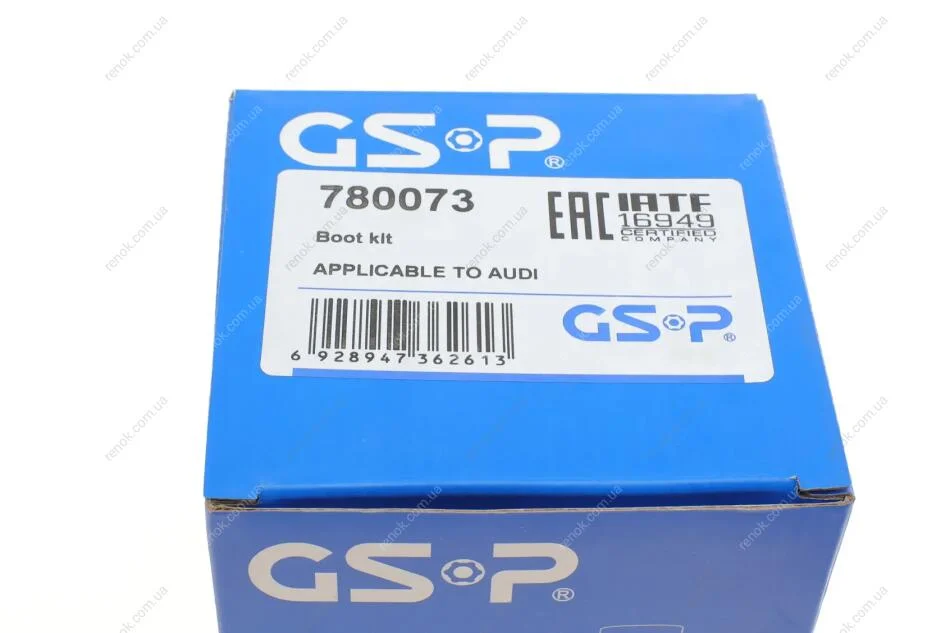 GS·P®
780073
Boot kit
APPLICABLE TO AUDI
6 928947 362613
EAC
IATF
16949
CERTIFIED
COMPANY
GS·P®
GS·P®
renok.com.ua